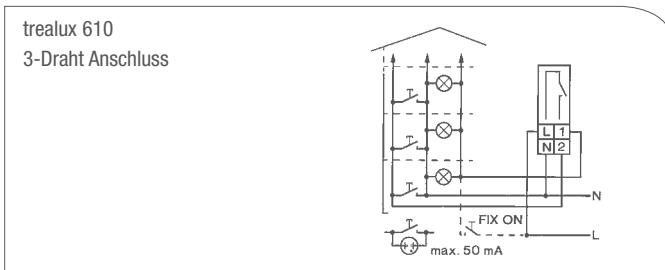 trealux 610
3-Draht Anschluss
T
T
L 1
N 2
T
N
T
T FIX ON
L
max. 50 mA